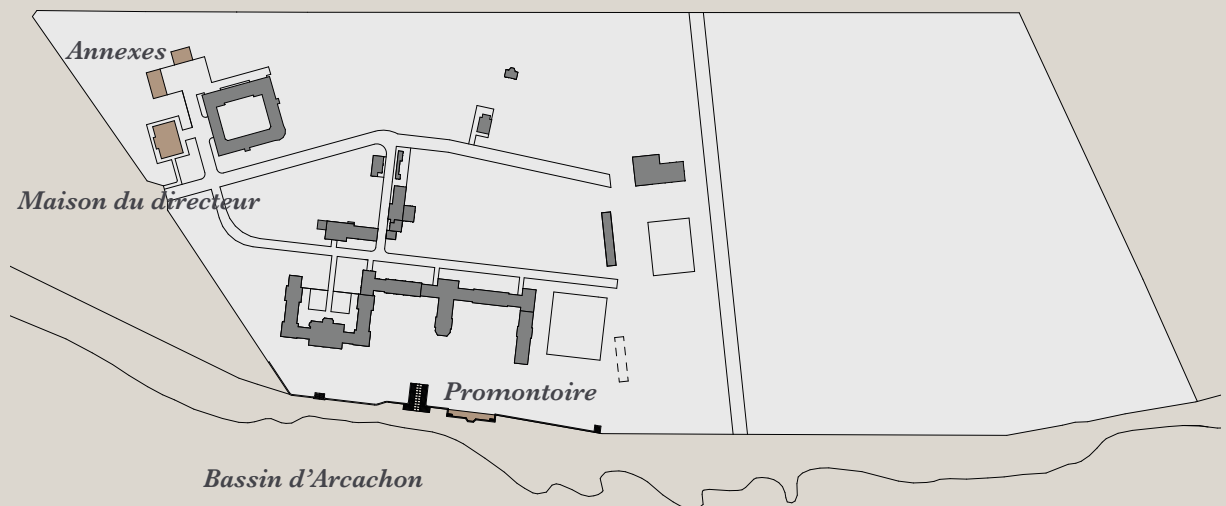 Annexes
Maison du directeur
Promontoire
Bassin d’Arcachon